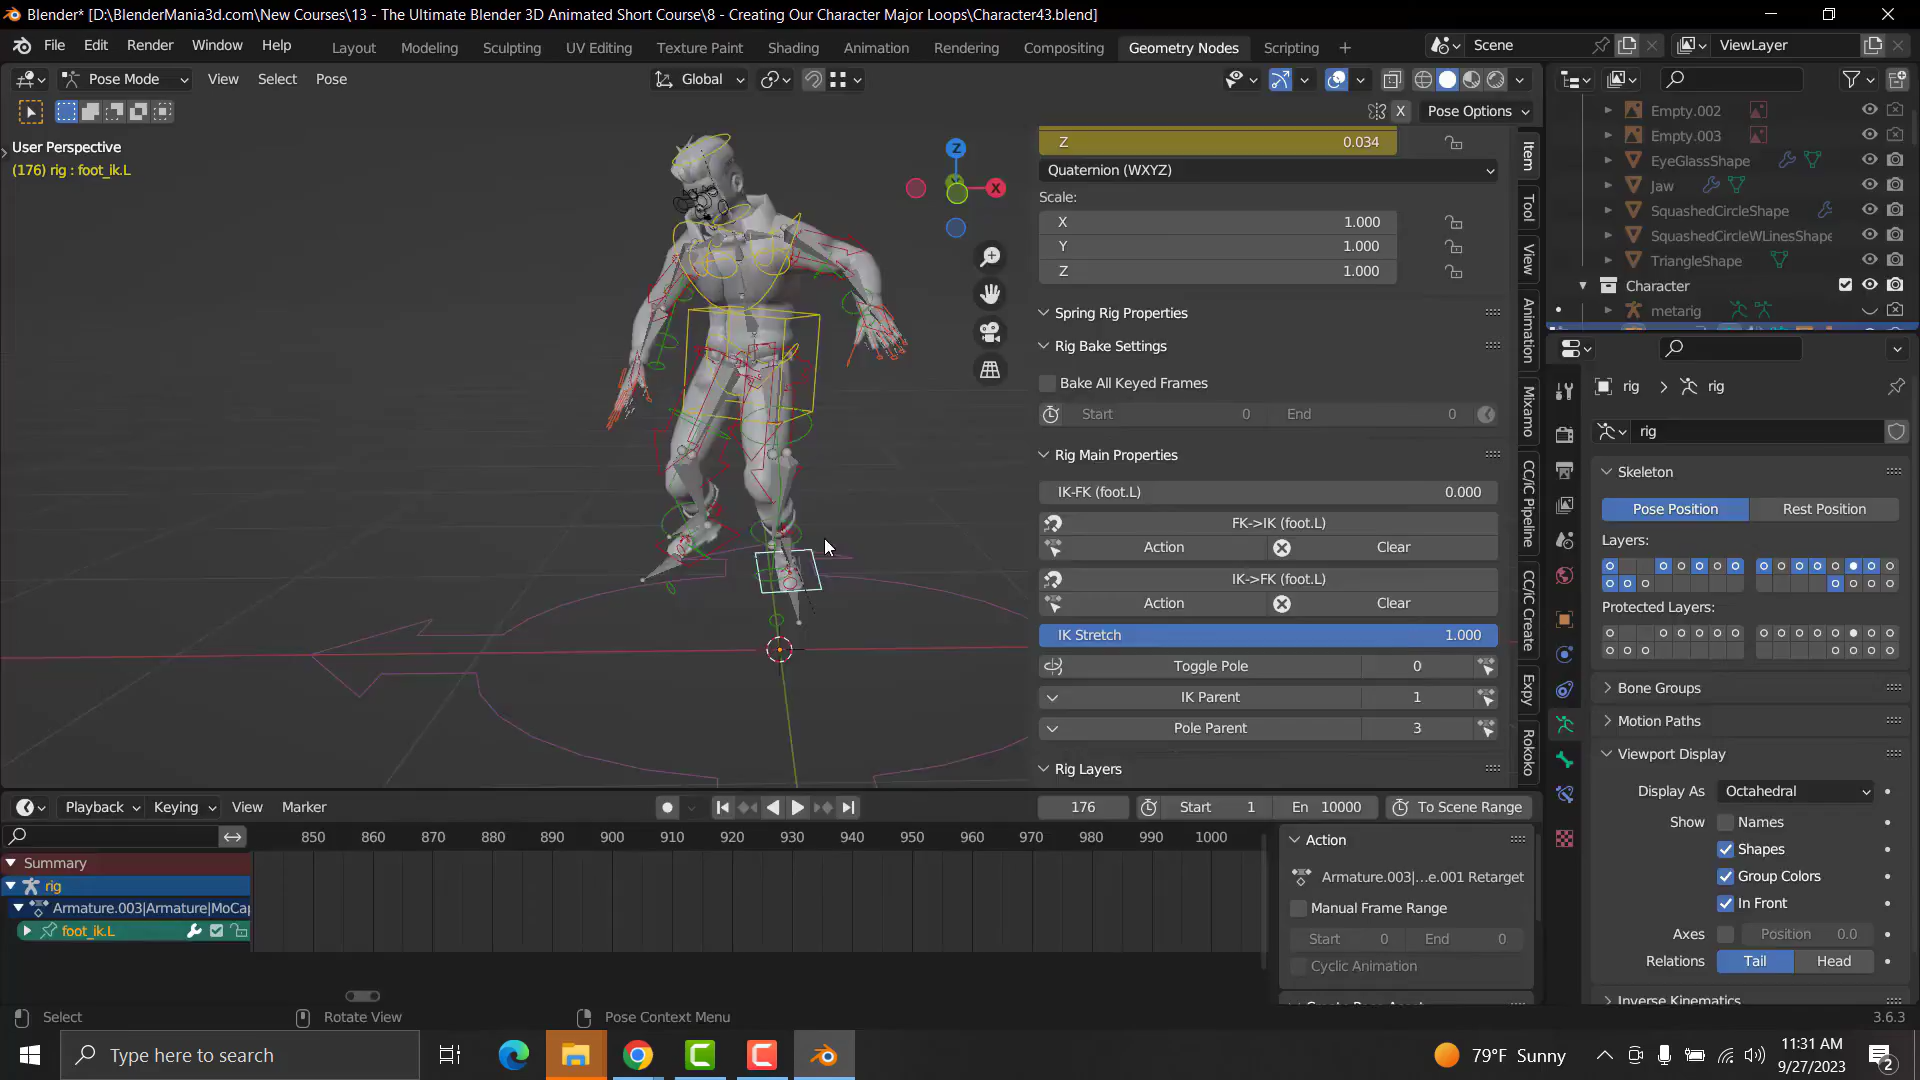 Blender* [D:\BlenderMania3d.com\New Courses\13 - The Ultimate Blender 3D Animated Short Course\8 - Creating Our Character Major Loops\Character43.blend]
File Edit Render Window Help Layout Modeling Sculpting UV Editing Texture Paint Shading Animation Rendering Compositing Geometry Nodes Scripting + Scene ViewLayer
Pose Mode View Select Pose Global
X Pose Options
User Perspective
(176) rig : foot_ik.L
Z
X
Z 0.034
Quaternion (WXYZ)
Scale:
X 1.000
Y 1.000
Z 1.000
Spring Rig Properties
Rig Bake Settings
Bake All Keyed Frames
Start 0 End 0
Rig Main Properties
IK-FK (foot.L) 0.000
FK->IK (foot.L)
Action Clear
IK->FK (foot.L)
Action Clear
IK Stretch 1.000
Toggle Pole 0
IK Parent 1
Pole Parent 3
Rig Layers
Item
Tool
View
Animation
Mixamo
CC/iC Pipeline
CC/iC Create
Expy
Rokoko
Empty.002
Empty.003
EyeGlassShape
Jaw
SquashedCircleShape
SquashedCircleWLinesShape
TriangleShape
Character
metarig
rig > rig
rig
Skeleton
Pose Position Rest Position
Layers:
Protected Layers:
Bone Groups
Motion Paths
Viewport Display
Display As Octahedral
Show Names
Shapes
Group Colors
In Front
Axes Position 0.0
Relations Tail Head
Inverse Kinematics
Playback Keying View Marker 176 Start 1 En 10000 To Scene Range
850 860 870 880 890 900 910 920 930 940 950 960 970 980 990 1000
Summary
rig
Armature.003|Armature|MoCap
foot_ik.L
Action
Armature.003|...e.001 Retarget
Manual Frame Range
Start 0 End 0
Cyclic Animation
Select Rotate View Pose Context Menu 3.6.3
Type here to search 79°F Sunny
11:31 AM
9/27/2023
2